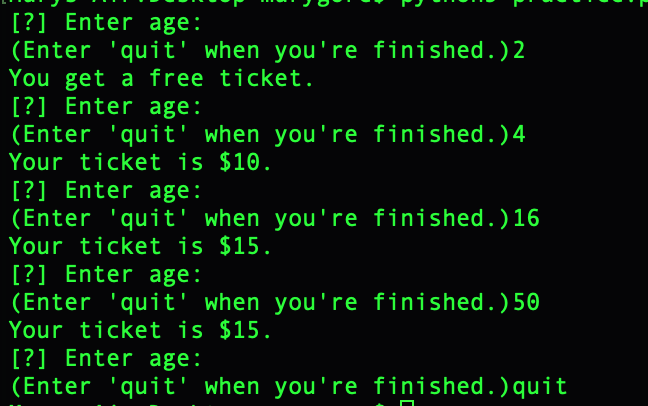 [?] Enter age:
(Enter 'quit' when you're finished.)2
You get a free ticket.
[?] Enter age:
(Enter 'quit' when you're finished.)4
Your ticket is $10.
[?] Enter age:
(Enter 'quit' when you're finished.)16
Your ticket is $15.
[?] Enter age:
(Enter 'quit' when you're finished.)50
Your ticket is $15.
[?] Enter age:
(Enter 'quit' when you're finished.)quit